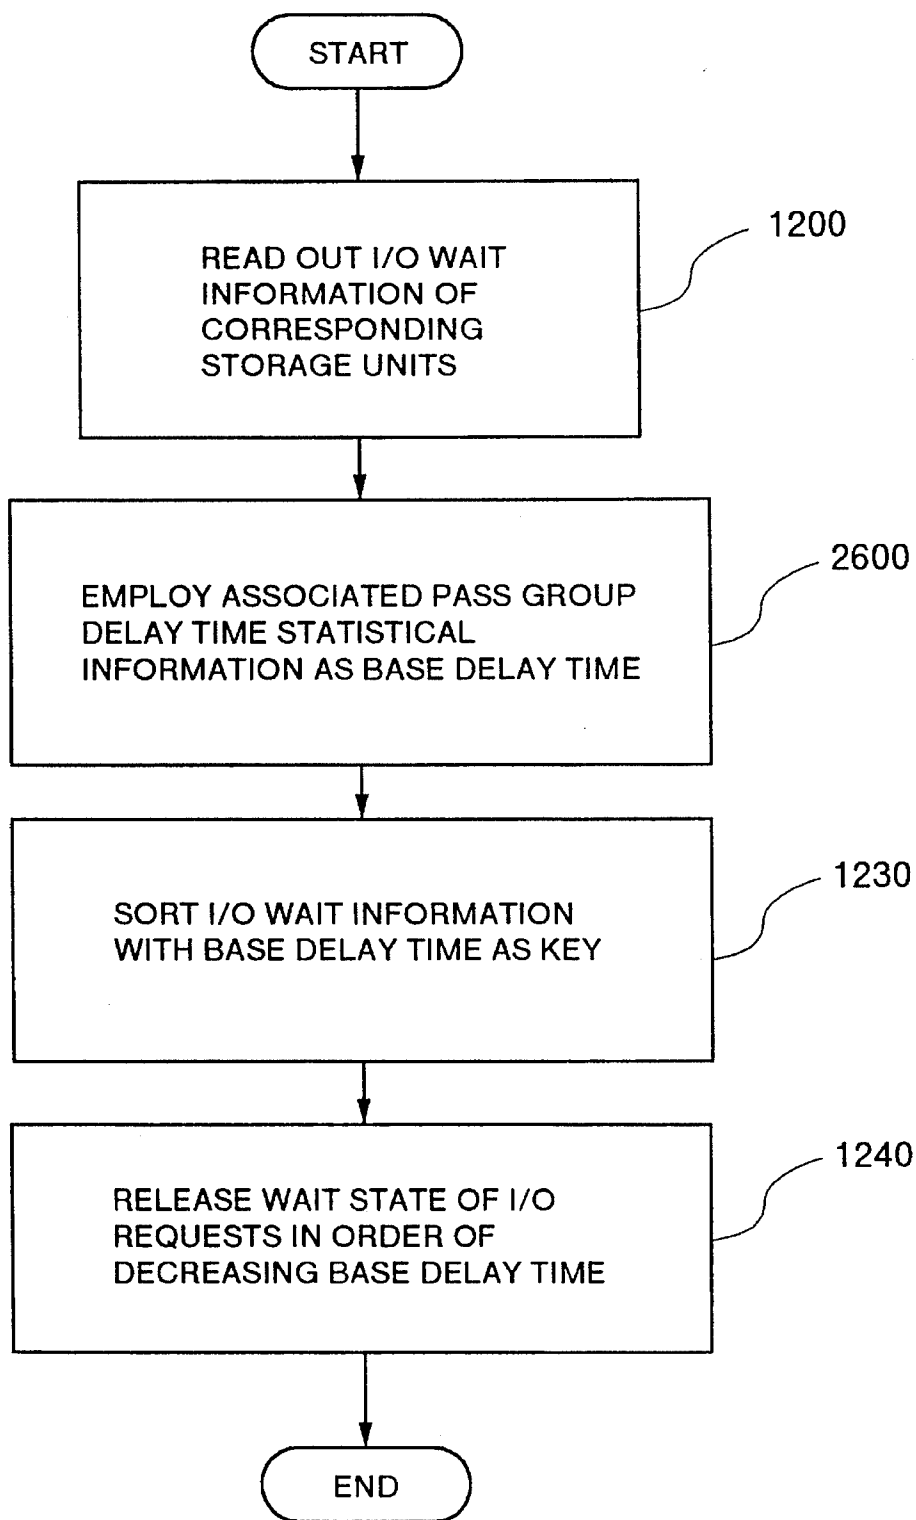 START
READ OUT I/O WAIT
INFORMATION OF
CORRESPONDING
STORAGE UNITS
1200
EMPLOY ASSOCIATED PASS GROUP
DELAY TIME STATISTICAL
INFORMATION AS BASE DELAY TIME
2600
SORT I/O WAIT INFORMATION
WITH BASE DELAY TIME AS KEY
1230
RELEASE WAIT STATE OF I/O
REQUESTS IN ORDER OF
DECREASING BASE DELAY TIME
1240
END